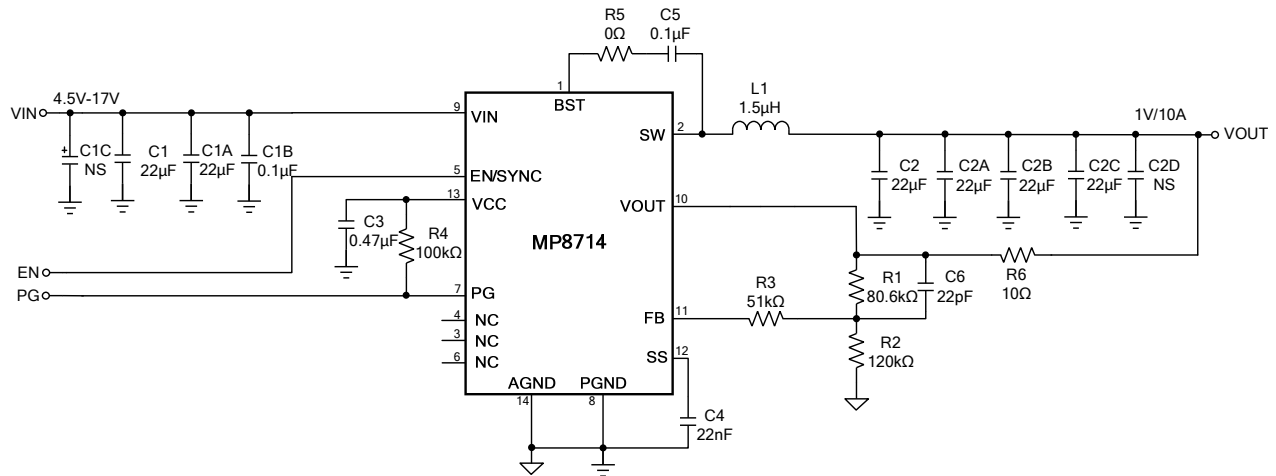 R5
0Ω
C5
0.1µF
1
BST
VIN
4.5V-17V
9
VIN
C1C
NS
C1
22µF
C1A
22µF
C1B
0.1µF
SW
2
L1
1.5µH
1V/10A
VOUT
5
EN/SYNC
13
VCC
C3
0.47µF
R4
100kΩ
MP8714
VOUT
10
C2
22µF
C2A
22µF
C2B
22µF
C2C
22µF
C2D
NS
EN
PG
7
PG
4
NC
3
NC
6
NC
FB
11
R3
51kΩ
R1
80.6kΩ
C6
22pF
R6
10Ω
R2
120kΩ
SS
12
AGND
14
PGND
8
C4
22nF